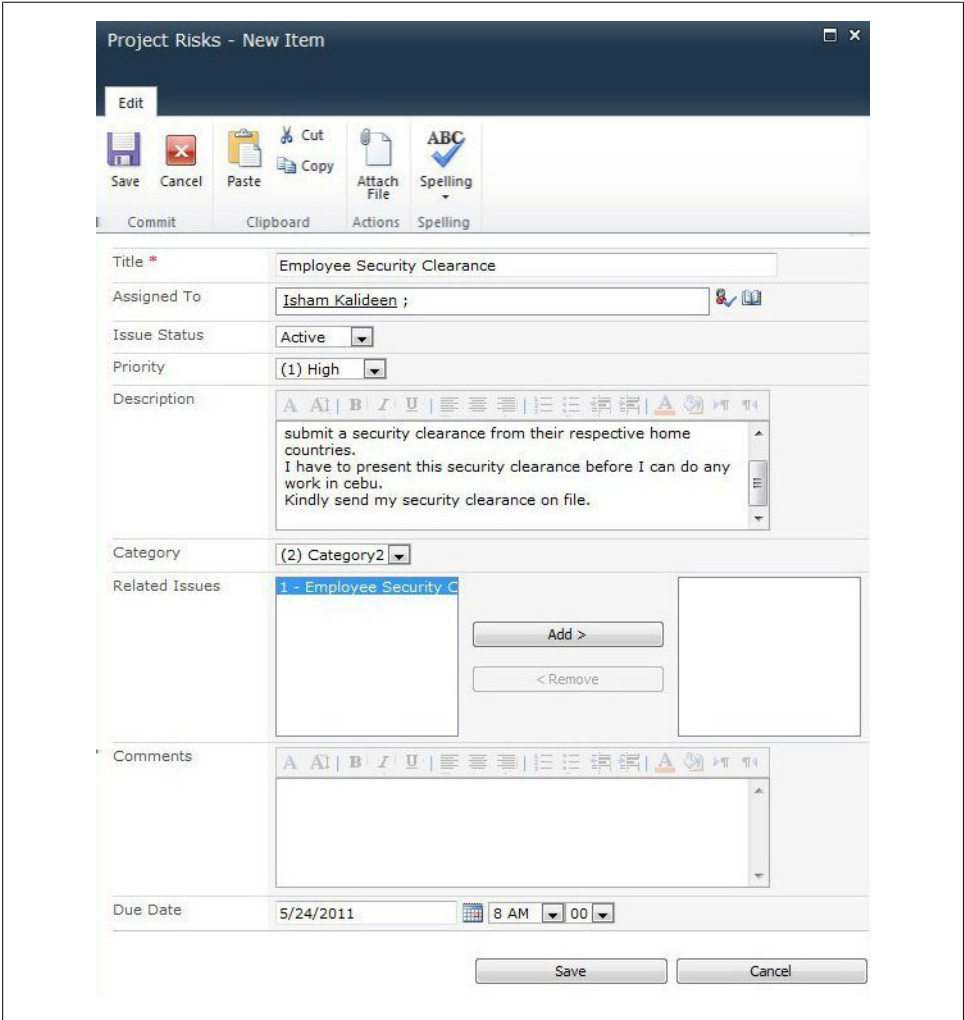 Project Risks - New Item
Edit
Save
Cancel
Paste
Cut
Copy
Attach File
ABC
Spelling
Commit
Clipboard
Actions
Spelling
Title *
Employee Security Clearance
Assigned To
Isham Kalideen ;
Issue Status
Active
Priority
(1) High
Description
A A B I U A
submit a security clearance from their respective home
countries.
I have to present this security clearance before I can do any
work in cebu.
Kindly send my security clearance on file.
Category
(2) Category2
Related Issues
1 - Employee Security C
Add >
< Remove
Comments
A A B I U A
Due Date
5/24/2011
8 AM
00
Save
Cancel